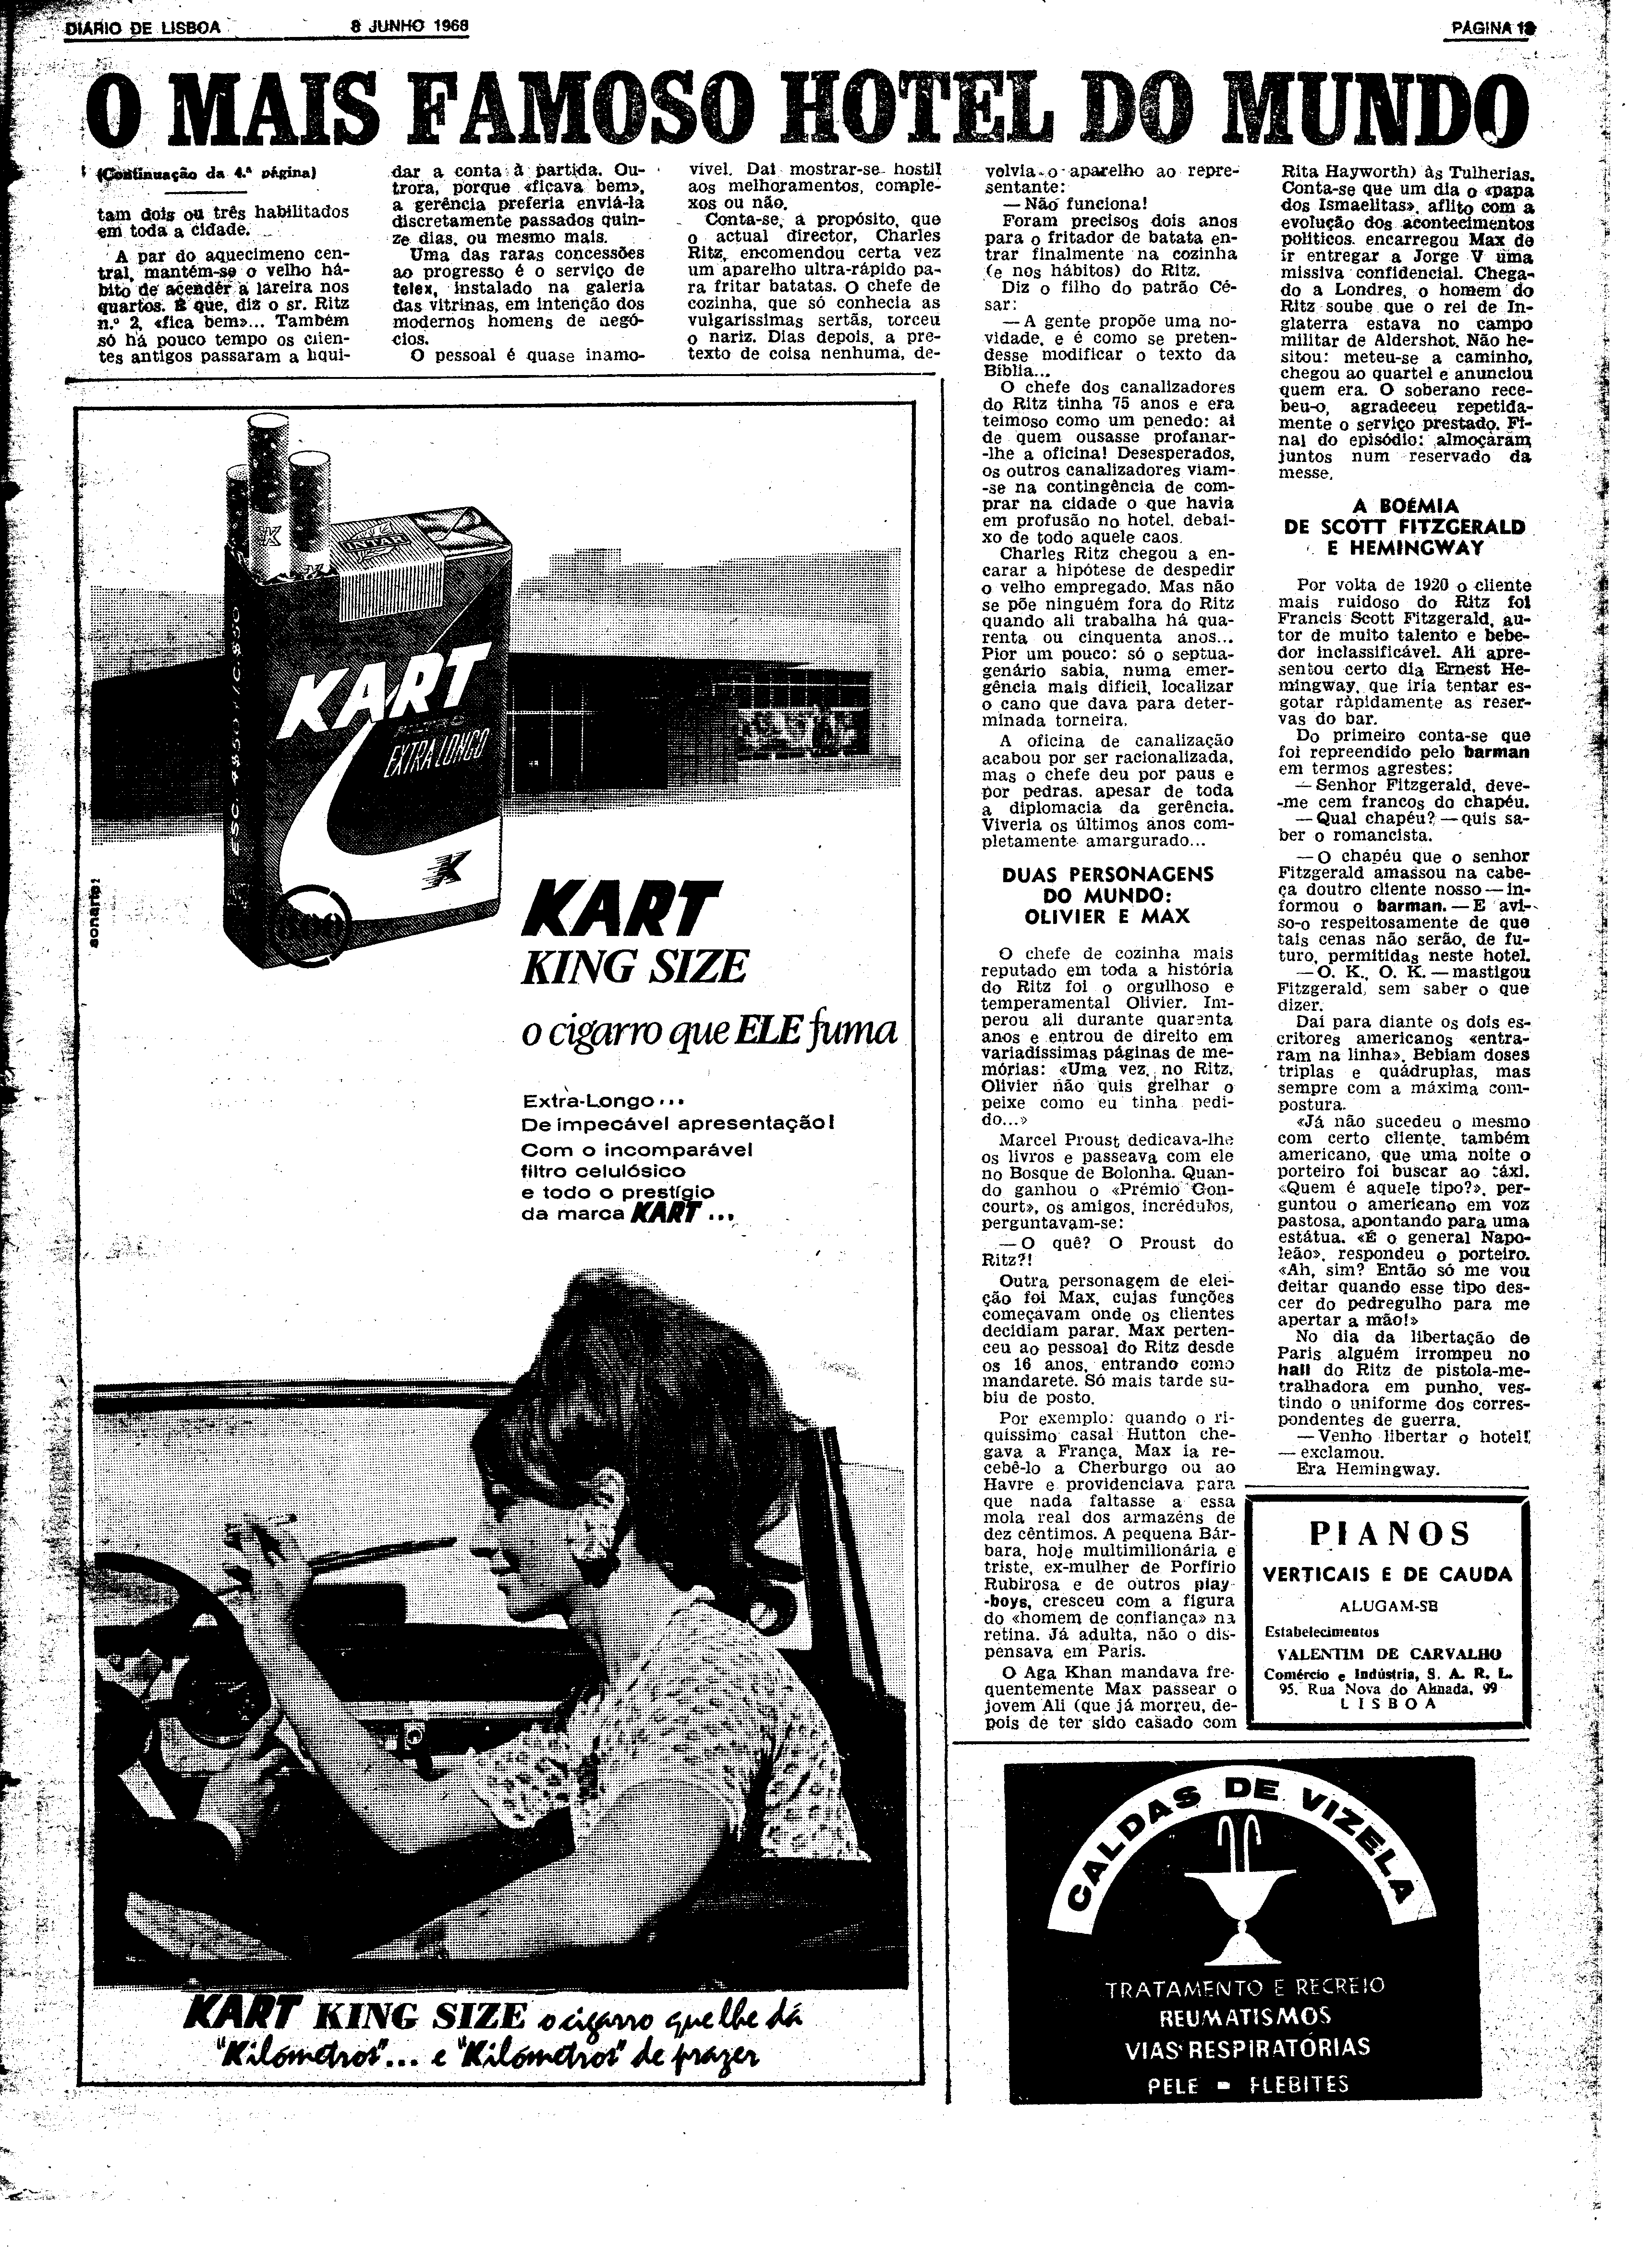 DIÁRIO DE LISBOA
8 JUNHO 1968
PÁGINA
O MAIS FAMOSO HOTEL DO MUNDO
(Continuação da 4.ª página)
tam dois ou três habilitados
em toda a cidade.
A par do aquecimeno cen-
tral, mantém-se o velho há-
bito de acender a lareira nos
quartos. E que, diz o sr. Ritz
n.º 2, «fica bem»... Também
só há pouco tempo os clien-
tes antigos passaram a liqui-
dar a conta à partida. Ou-
trora, porque «ficava bem»,
a gerência preferia enviá-la
discretamente passados quin-
ze dias, ou mesmo mais.
Uma das raras concessões
ao progresso é o serviço de
telex, instalado na galeria
das vitrinas, em intenção dos
modernos homens de negó-
cios.
O pessoal é quase inamo-
vível. Daí mostrar-se hostil
aos melhoramentos, comple-
xos ou não.
Conta-se, a propósito, que
o actual director, Charles
Ritz, encomendou certa vez
um aparelho ultra-rápido pa-
ra fritar batatas. O chefe de
cozinha, que só conhecia as
vulgaríssimas sertãs, torceu
o nariz. Dias depois, a pre-
texto de coisa nenhuma, de-
volvia o aparelho ao repre-
sentante:
— Não funciona!
Foram precisos dois anos
para o fritador de batata en-
trar finalmente na cozinha
(e nos hábitos) do Ritz.
Diz o filho do patrão Cé-
sar:
— A gente propõe uma no-
vidade, e é como se preten-
desse modificar o texto da
Bíblia...
O chefe dos canalizadores
do Ritz tinha 75 anos e era
teimoso como um penedo: ai
de quem ousasse profanar-
-lhe a oficina! Desesperados,
os outros canalizadores viam-
-se na contingência de com-
prar na cidade o que havia
em profusão no hotel, debai-
xo de todo aquele caos.
Charles Ritz chegou a en-
carar a hipótese de despedir
o velho empregado. Mas não
se põe ninguém fora do Ritz
quando ali trabalha há qua-
renta ou cinquenta anos...
Pior um pouco: só o septua-
genário sabia, numa emer-
gência mais difícil, localizar
o cano que dava para deter-
minada torneira.
A oficina de canalização
acabou por ser racionalizada,
mas o chefe deu por paus e
por pedras, apesar de toda
a diplomacia da gerência.
Viveria os últimos anos com-
pletamente amargurado...
DUAS PERSONAGENS
DO MUNDO:
OLIVIER E MAX
O chefe de cozinha mais
reputado em toda a história
do Ritz foi o orgulhoso e
temperamental Olivier. Im-
perou ali durante quarenta
anos e entrou de direito em
variadíssimas páginas de me-
mórias: «Uma vez, no Ritz,
Olivier não quis grelhar o
peixe como eu tinha pedi-
do...»
Marcel Proust dedicava-lhe
os livros e passeava com ele
no Bosque de Bolonha. Quan-
do ganhou o «Prémio Gon-
court», os amigos, incrédulos,
perguntavam-se:
— O quê? O Proust do
Ritz?!
Outra personagem de elei-
ção foi Max, cujas funções
começavam onde os clientes
decidiam parar. Max perten-
ceu ao pessoal do Ritz desde
os 16 anos, entrando como
mandarete. Só mais tarde su-
biu de posto.
Por exemplo: quando o ri-
quíssimo casal Hutton che-
gava a França, Max ia re-
cebê-lo a Cherburgo ou ao
Havre e providenciava para
que nada faltasse a essa
mola real dos armazéns de
dez cêntimos. A pequena Bár-
bara, hoje multimilionária e
triste, ex-mulher de Porfírio
Rubirosa e de outros play-
-boys, cresceu com a figura
do «homem de confiança» na
retina. Já adulta, não o dis-
pensava em Paris.
O Aga Khan mandava fre-
quentemente Max passear o
jovem Ali (que já morreu, de-
pois de ter sido casado com
Rita Hayworth) às Tulherias.
Conta-se que um dia o «papa
dos Ismaelitas», aflito com a
evolução dos acontecimentos
políticos, encarregou Max de
ir entregar a Jorge V uma
missiva confidencial. Chega-
do a Londres, o homem do
Ritz soube que o rei de In-
glaterra estava no campo
militar de Aldershot. Não he-
sitou: meteu-se a caminho,
chegou ao quartel e anunciou
quem era. O soberano rece-
beu-o, agradeceu repetida-
mente o serviço prestado. Fi-
nal do episódio: almoçaram
juntos num reservado da
messe.
A BOÉMIA
DE SCOTT FITZGERALD
E HEMINGWAY
Por volta de 1920 o cliente
mais ruidoso do Ritz foi
Francis Scott Fitzgerald, au-
tor de muito talento e bebe-
dor inclassificável. Ali apre-
sentou certo dia Ernest He-
mingway, que iria tentar es-
gotar ràpidamente as reser-
vas do bar.
Do primeiro conta-se que
foi repreendido pelo barman
em termos agrestes:
— Senhor Fitzgerald, deve-
-me cem francos do chapéu.
— Qual chapéu? — quis sa-
ber o romancista.
— O chapéu que o senhor
Fitzgerald amassou na cabe-
ça doutro cliente nosso — in-
formou o barman. — E avi-
so-o respeitosamente de que
tais cenas não serão, de fu-
turo, permitidas neste hotel.
— O. K., O. K. — mastigou
Fitzgerald, sem saber o que
dizer.
Daí para diante os dois es-
critores americanos «entra-
ram na linha». Bebiam doses
triplas e quádruplas, mas
sempre com a máxima com-
postura.
«Já não sucedeu o mesmo
com certo cliente, também
americano, que uma noite o
porteiro foi buscar ao táxi.
«Quem é aquele tipo?», per-
guntou o americano em voz
pastosa, apontando para uma
estátua. «É o general Napo-
leão», respondeu o porteiro.
«Ah, sim? Então só me vou
deitar quando esse tipo des-
cer do pedregulho para me
apertar a mão!»
No dia da libertação de
Paris alguém irrompeu no
hall do Ritz de pistola-me-
tralhadora em punho, ves-
tindo o uniforme dos corres-
pondentes de guerra.
— Venho libertar o hotel!
— exclamou.
Era Hemingway.
INTAR
K
ESC. 4$50
KART
FILTRO
EXTRA LONGO
K
sonarte
KART
KING SIZE
o cigarro que ELE fuma
Extra-Longo...
De impecável apresentação!
Com o incomparável
filtro celulósico
e todo o prestígio
da marca KART ...
KART KING SIZE o cigarro que lhe dá
"Kilómetros"... e "Kilómetros" de prazer
PIANOS
VERTICAIS E DE CAUDA
ALUGAM-SE
Estabelecimentos
VALENTIM DE CARVALHO
Comércio e Indústria, S. A. R. L.
95, Rua Nova do Almada, 99
LISBOA
CALDAS DE VIZELA
TRATAMENTO E RECREIO
REUMATISMOS
VIAS RESPIRATÓRIAS
PELE - FLEBITES